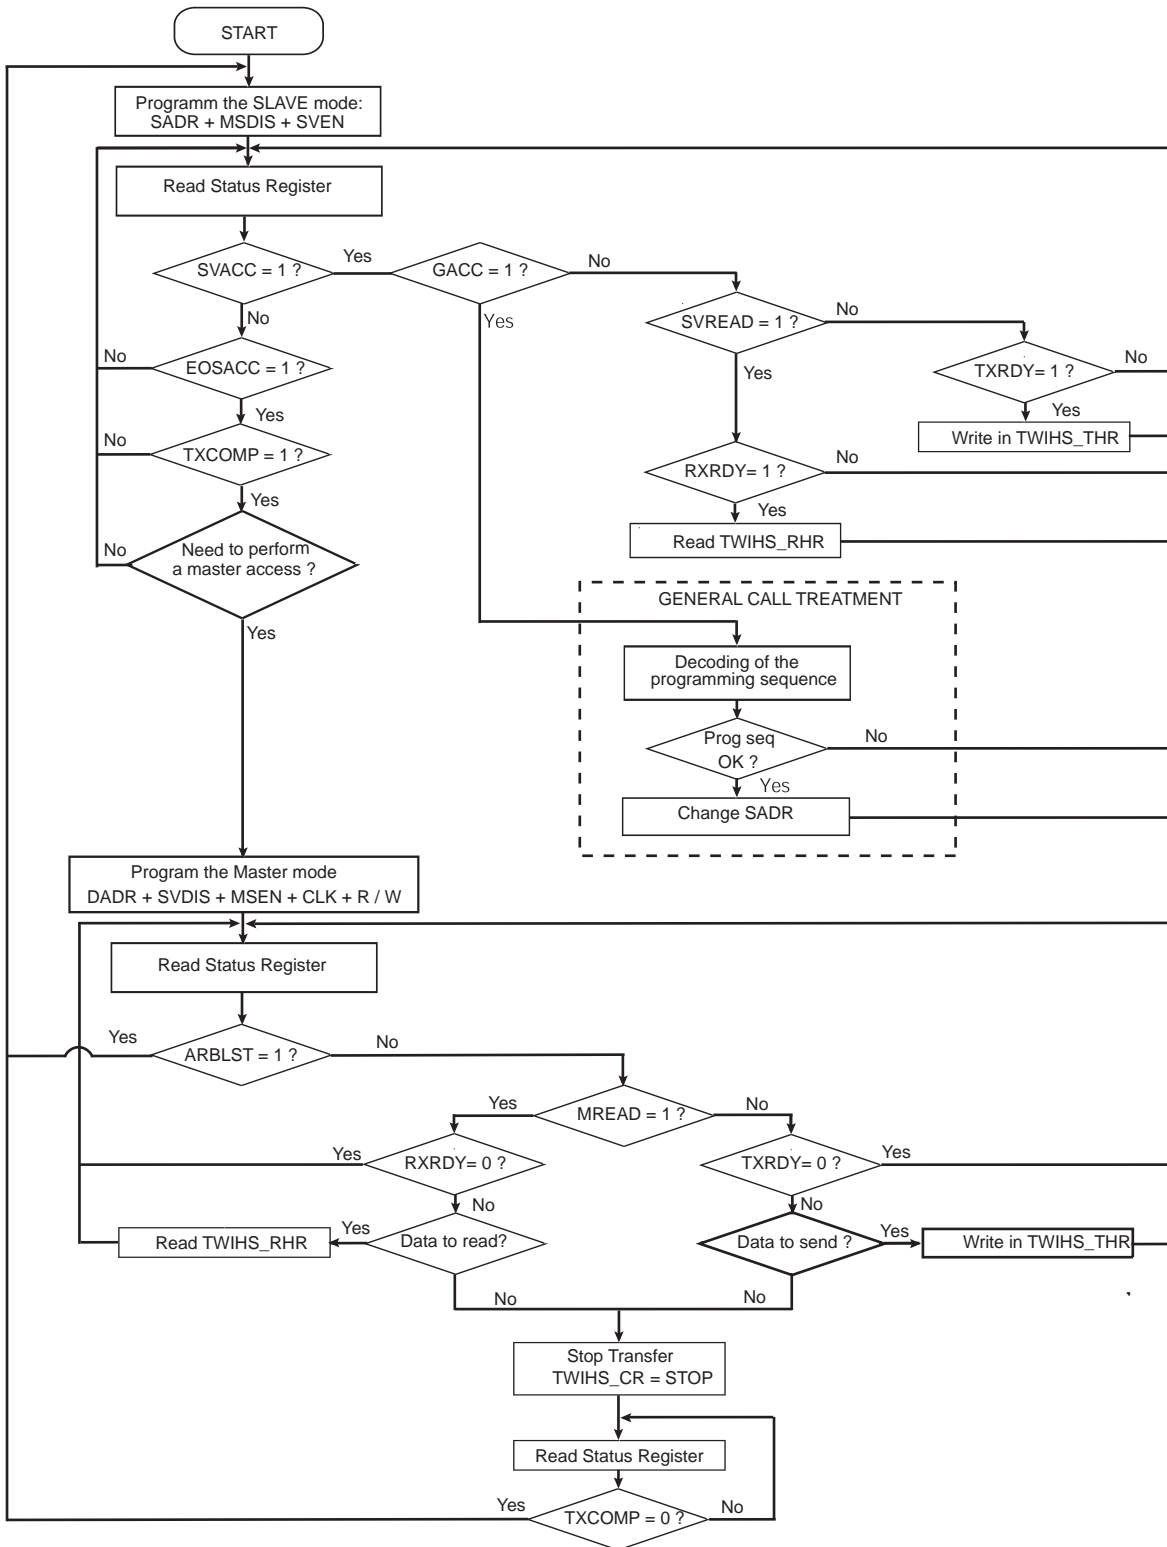 START
Programm the SLAVE mode:
SADR + MSDIS + SVEN
Read Status Register
SVACC = 1 ?
Yes
GACC = 1 ?
No
No
Yes
SVREAD = 1 ?
No
No
EOSACC = 1 ?
Yes
TXRDY= 1 ?
No
Yes
Yes
Write in TWIHS_THR
No
TXCOMP = 1 ?
RXRDY= 1 ?
No
Yes
Yes
Read TWIHS_RHR
No
Need to perform
a master access ?
Yes
GENERAL CALL TREATMENT
Decoding of the
programming sequence
Prog seq
OK ?
No
Yes
Change SADR
Program the Master mode
DADR + SVDIS + MSEN + CLK + R / W
Read Status Register
Yes
ARBLST = 1 ?
No
Yes
MREAD = 1 ?
No
Yes
RXRDY= 0 ?
TXRDY= 0 ?
Yes
No
No
Read TWIHS_RHR
Yes
Data to read?
Data to send ?
Yes
Write in TWIHS_THR
No
No
Stop Transfer
TWIHS_CR = STOP
Read Status Register
Yes
TXCOMP = 0 ?
No